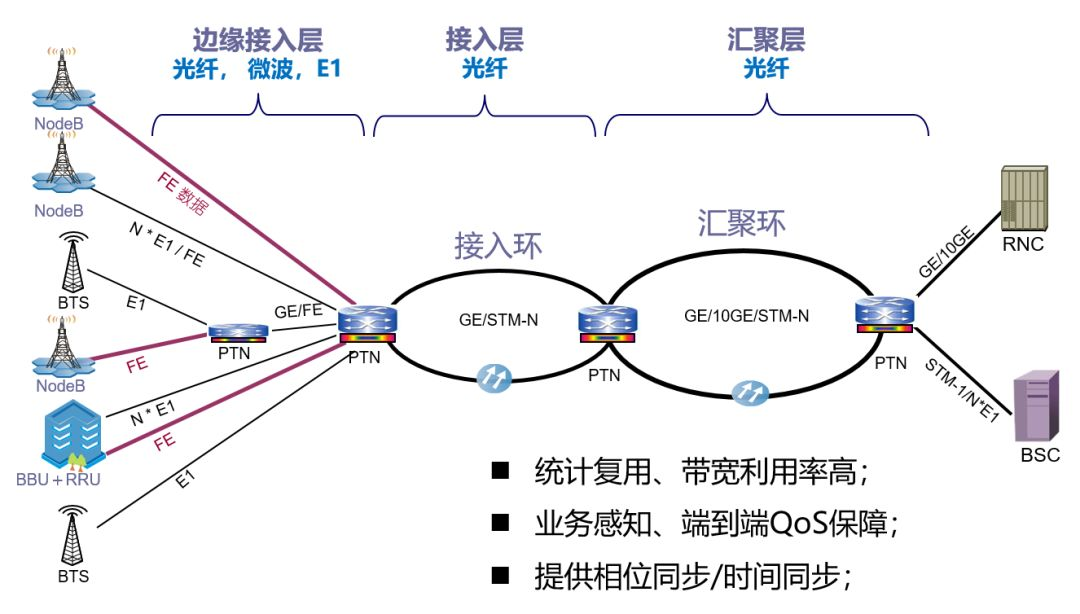 边缘接入层
光纤， 微波，E1
接入层
光纤
汇聚层
光纤
NodeB
NodeB
FE 数据
N * E1 / FE
BTS
E1
GE/FE
PTN
NodeB
FE
N * E1
FE
BBU+RRU
E1
BTS
PTN
接入环
GE/STM-N
PTN
汇聚环
GE/10GE/STM-N
PTN
GE/10GE
RNC
STM-1/N*E1
BSC
■ 统计复用、带宽利用率高；
■ 业务感知、端到端QoS保障；
■ 提供相位同步/时间同步；